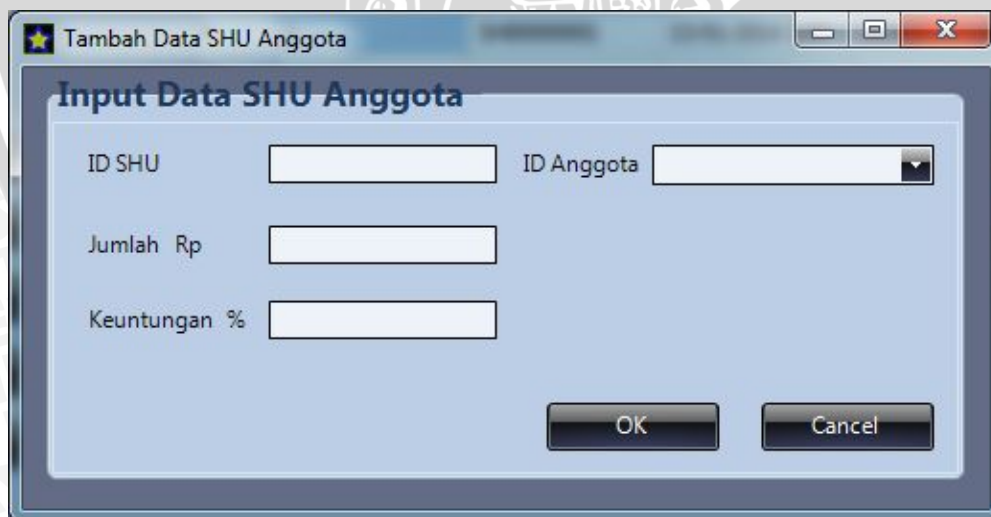 Tambah Data SHU Anggota
Input Data SHU Anggota
ID SHU ID Anggota
Jumlah Rp
Keuntungan %
OK Cancel